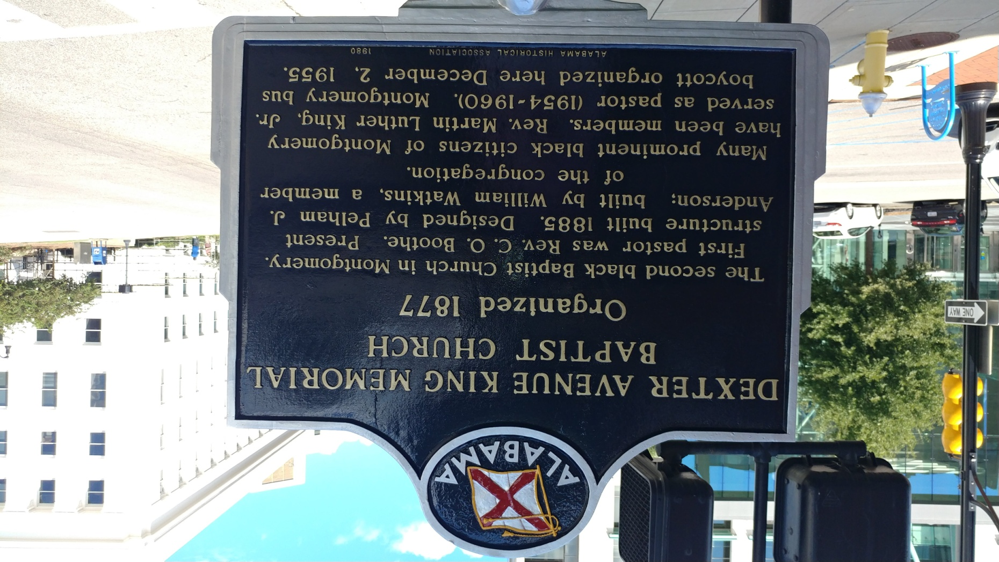 ALABAMA
DEXTER AVENUE KING MEMORIAL
BAPTIST CHURCH
Organized 1877
The second black Baptist Church in Montgomery.
First pastor was Rev. C. O. Boothe. Present
structure built 1885. Designed by Pelham J.
Anderson; built by William Watkins, a member
of the congregation.
Many prominent black citizens of Montgomery
have been members. Rev. Martin Luther King, Jr.
served as pastor (1954-1960). Montgomery bus
boycott organized here December 2, 1955.
ALABAMA HISTORICAL ASSOCIATION 1980
ONE WAY